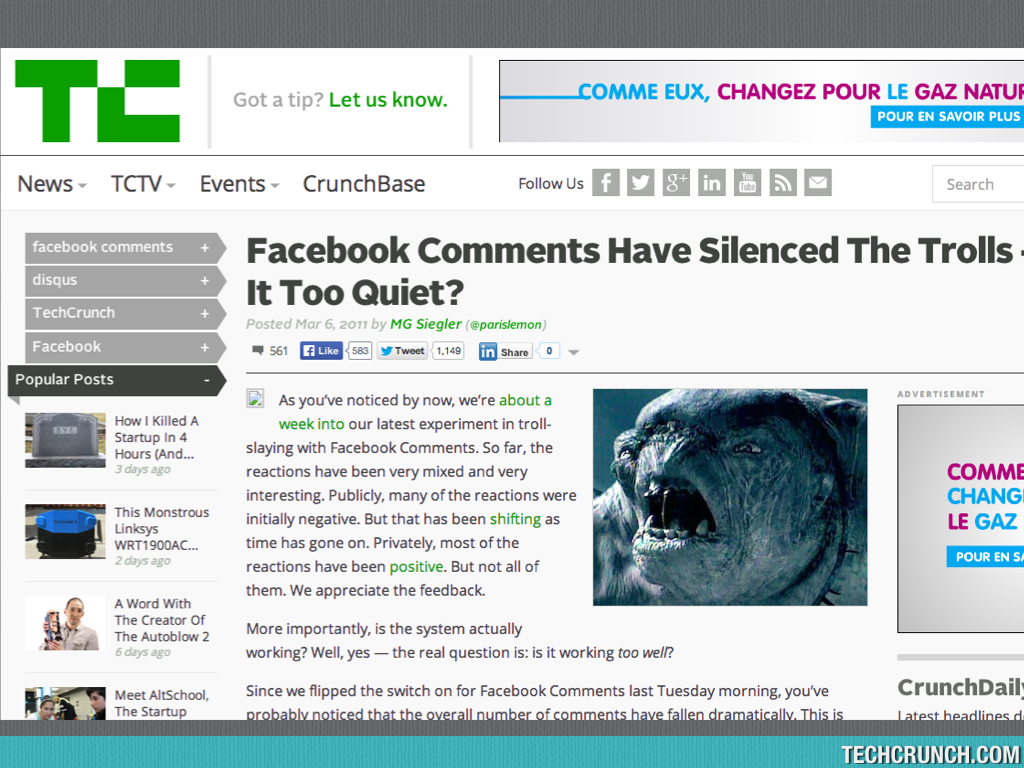 TC
Got a tip? Let us know.
COMME EUX, CHANGEZ POUR LE GAZ NATUR
POUR EN SAVOIR PLUS
News
TCTV
Events
CrunchBase
Follow Us
You Tube
Search
facebook comments +
disqus +
TechCrunch +
Facebook +
Popular Posts -
How I Killed A
Startup In 4
Hours (And...
3 days ago
This Monstrous
Linksys
WRT1900AC...
2 days ago
A Word With
The Creator Of
The Autoblow 2
6 days ago
Meet AltSchool,
The Startup
Facebook Comments Have Silenced The Trolls -
It Too Quiet?
Posted Mar 6, 2011 by MG Siegler (@parislemon)
561 Like 583 Tweet 1,149 in Share 0
As you’ve noticed by now, we’re about a
week into our latest experiment in troll-
slaying with Facebook Comments. So far, the
reactions have been very mixed and very
interesting. Publicly, many of the reactions were
initially negative. But that has been shifting as
time has gone on. Privately, most of the
reactions have been positive. But not all of
them. We appreciate the feedback.
More importantly, is the system actually
working? Well, yes — the real question is: is it working too well?
Since we flipped the switch on for Facebook Comments last Tuesday morning, you’ve
probably noticed that the overall number of comments have fallen dramatically. This is
ADVERTISEMENT
COMME
CHANG
LE GAZ
POUR EN SA
CrunchDaily
Latest headlines de
TECHCRUNCH.COM